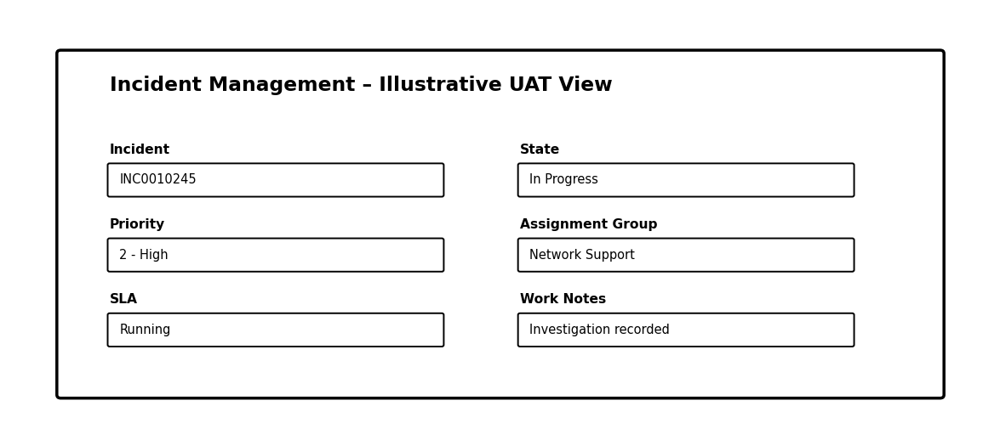 Incident Management – Illustrative UAT View
Incident
INC0010245
State
In Progress
Priority
2 - High
Assignment Group
Network Support
SLA
Running
Work Notes
Investigation recorded